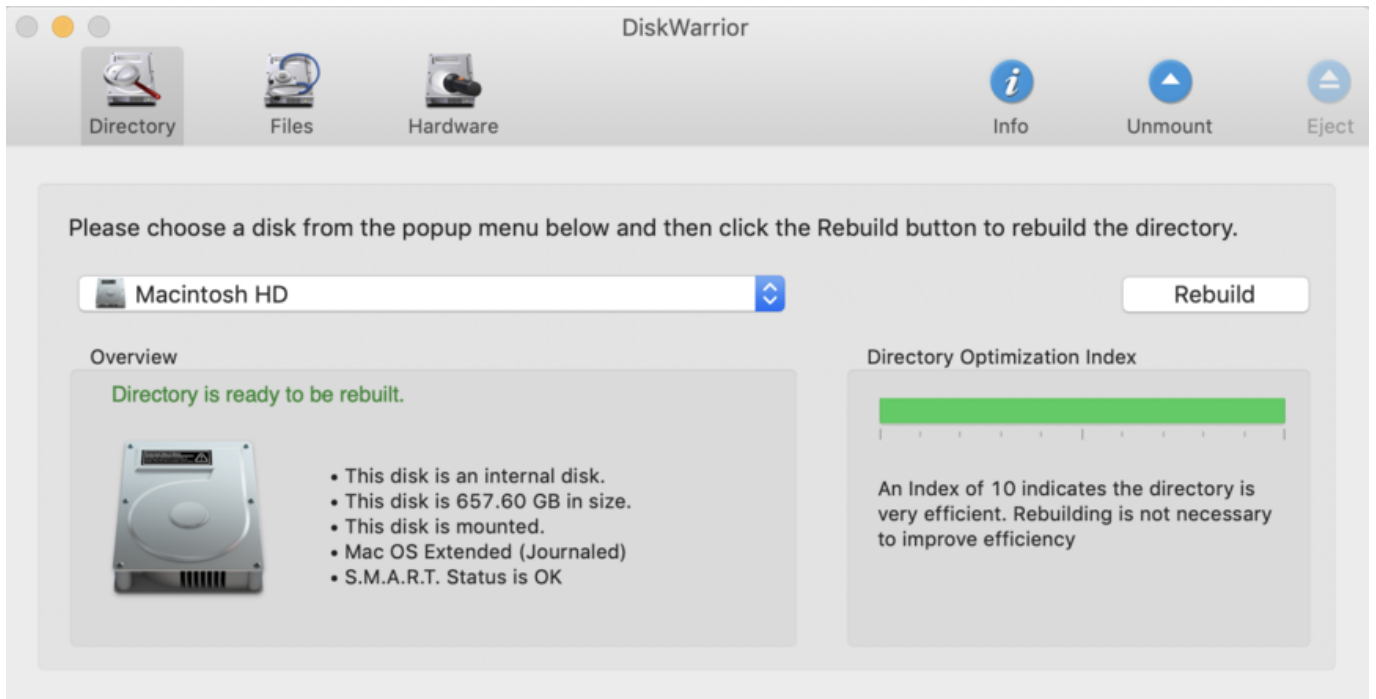 DiskWarrior
Directory
Files
Hardware
Info
Unmount
Eject
Please choose a disk from the popup menu below and then click the Rebuild button to rebuild the directory.
Macintosh HD
Rebuild
Overview
Directory is ready to be rebuilt.
• This disk is an internal disk.
• This disk is 657.60 GB in size.
• This disk is mounted.
• Mac OS Extended (Journaled)
• S.M.A.R.T. Status is OK
Directory Optimization Index
An Index of 10 indicates the directory is
very efficient. Rebuilding is not necessary
to improve efficiency